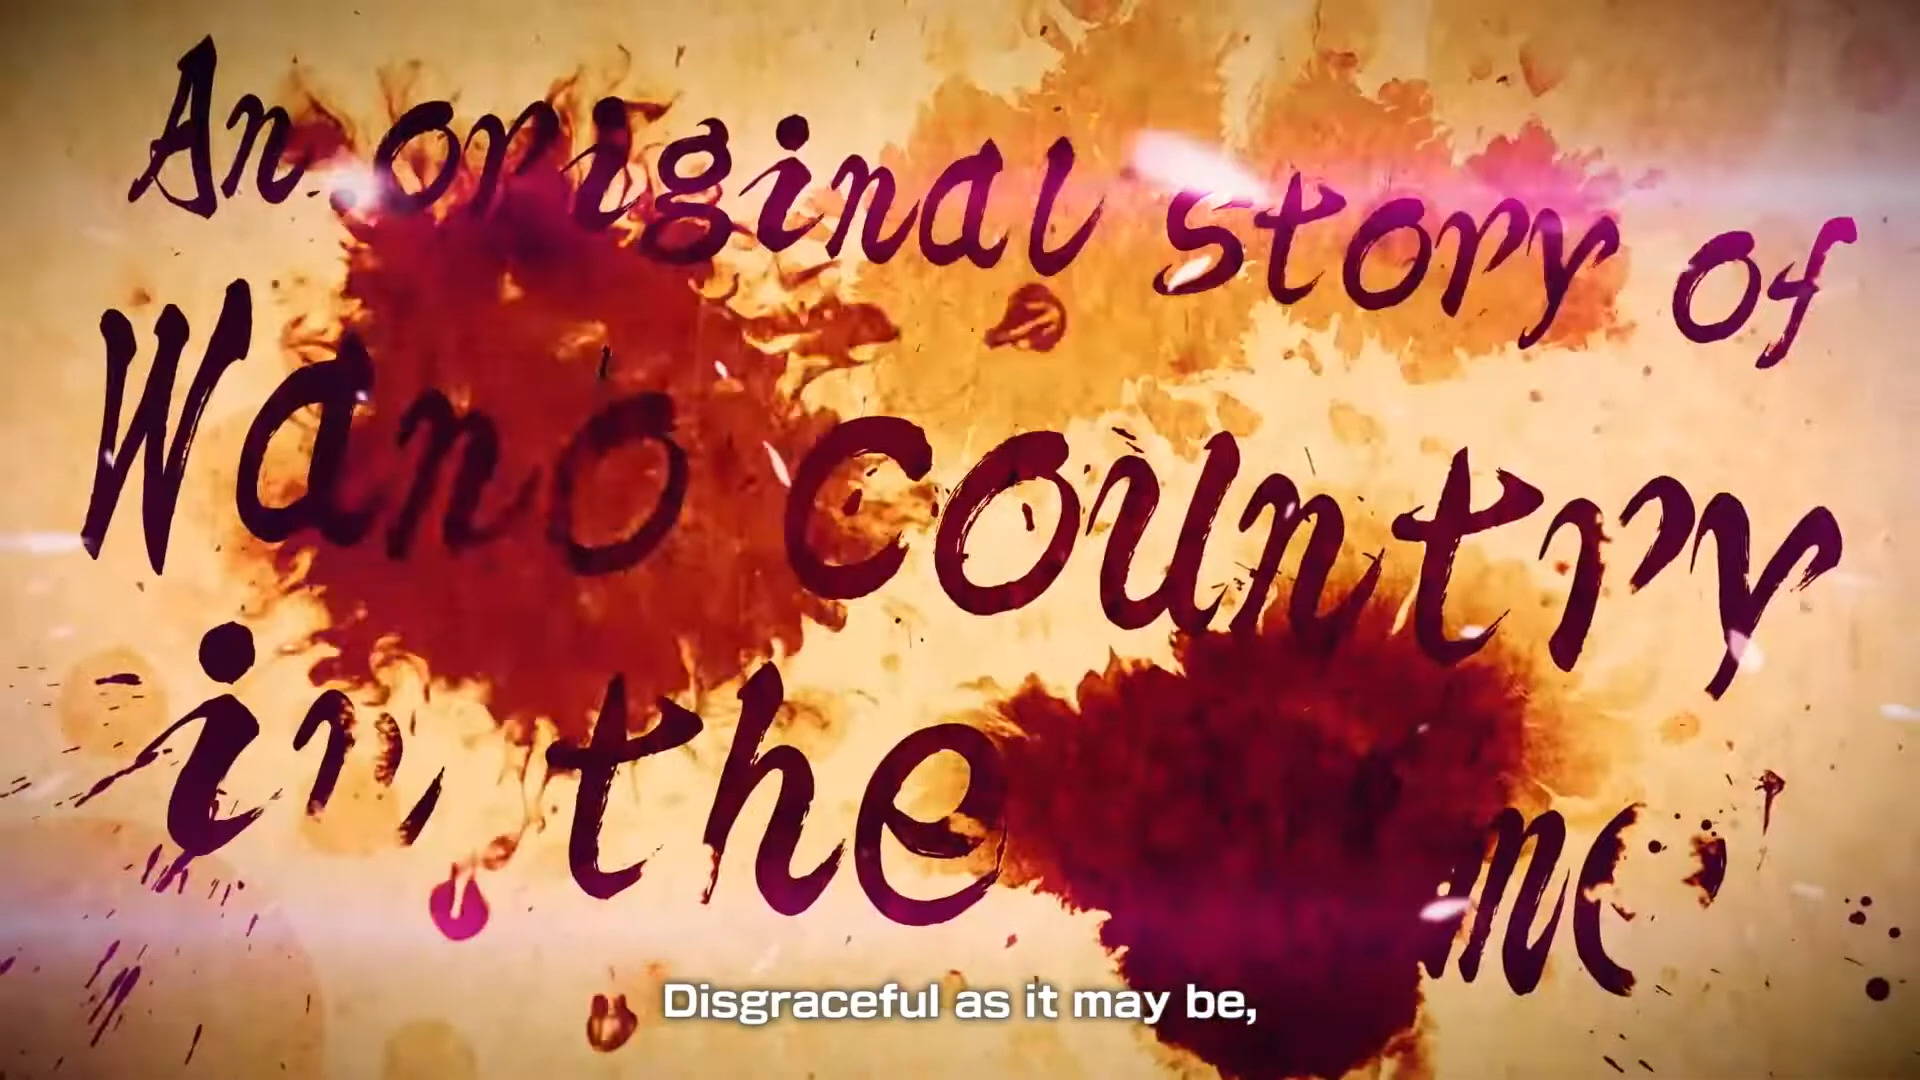 An original story of
Wano country
in the
Disgraceful as it may be,